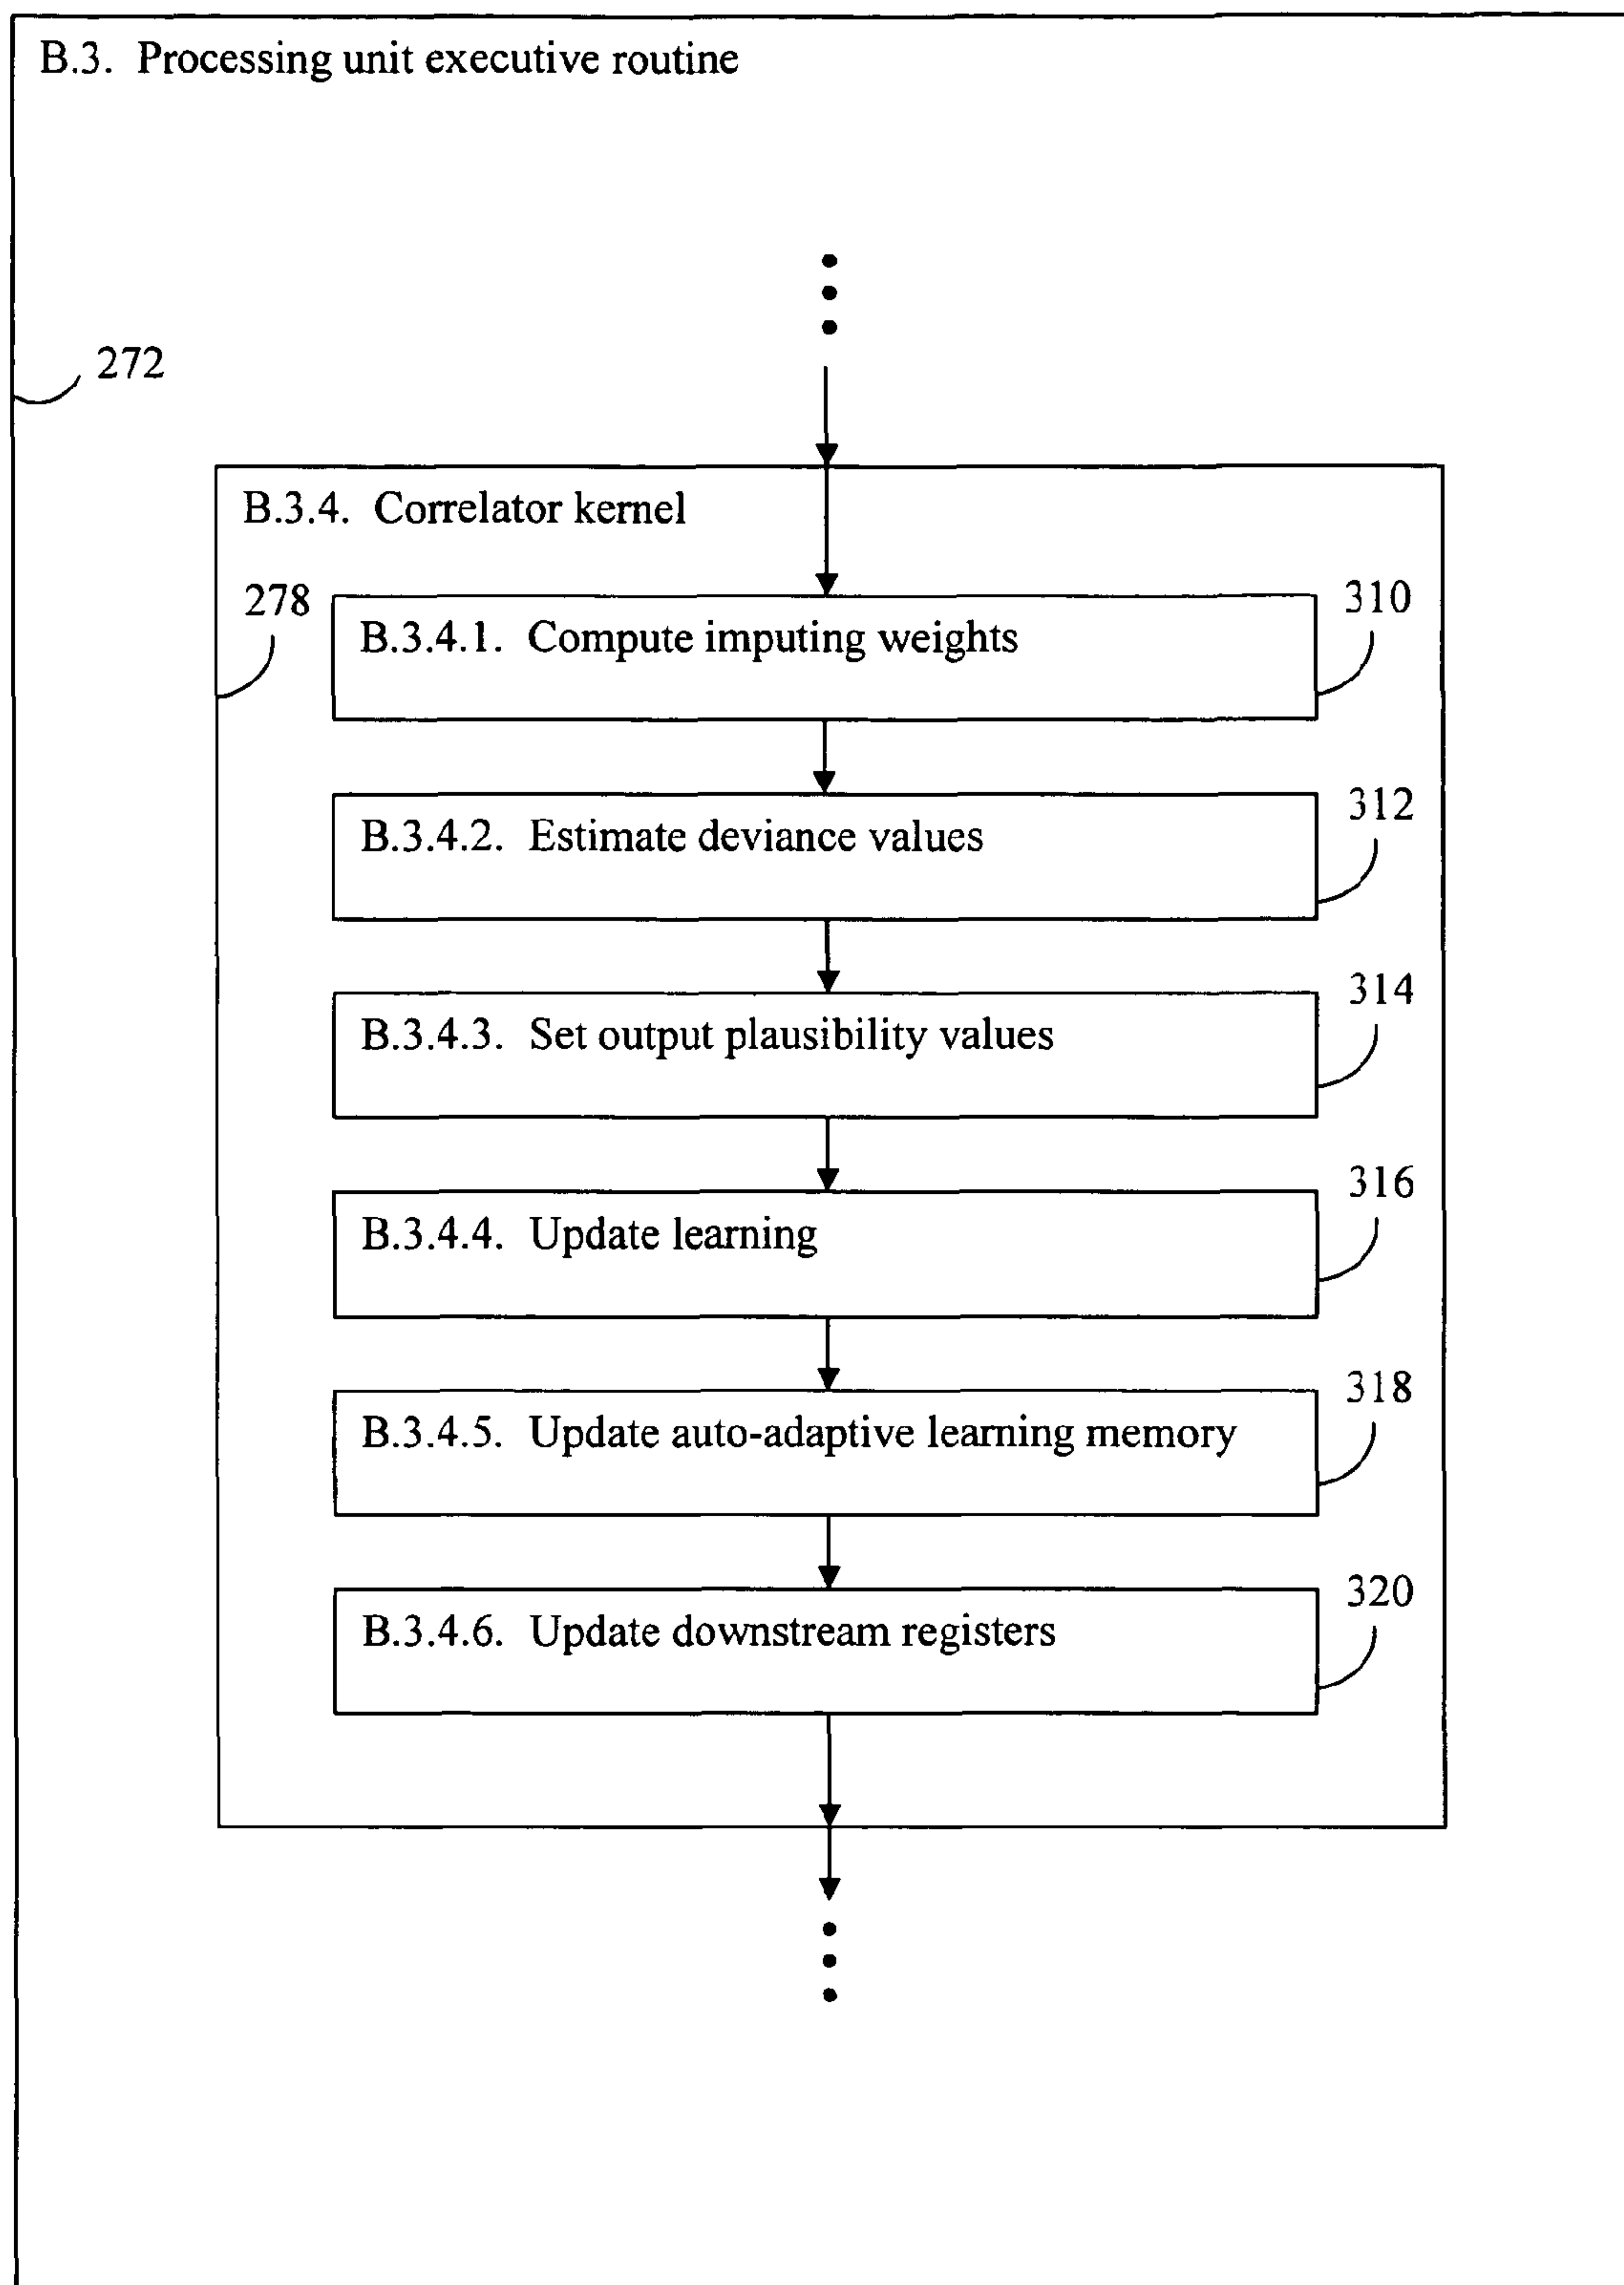 B.3. Processing unit executive routine
272
B.3.4. Correlator kernel
278
310
B.3.4.1. Compute imputing weights
312
B.3.4.2. Estimate deviance values
314
B.3.4.3. Set output plausibility values
316
B.3.4.4. Update learning
318
B.3.4.5. Update auto-adaptive learning memory
320
B.3.4.6. Update downstream registers